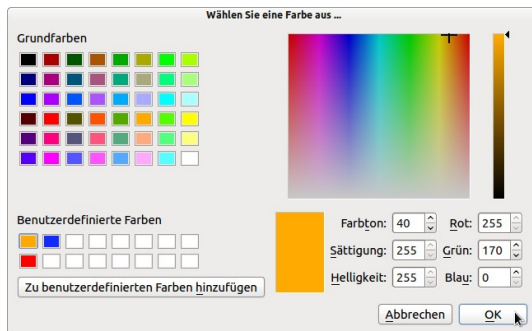 Wählen Sie eine Farbe aus ...
Grundfarben
Benutzerdefinierte Farben
Zu benutzerdefinierten Farben hinzufügen
Farbton: 40 Rot: 255
Sättigung: 255 Grün: 170
Helligkeit: 255 Blau: 0
Abbrechen OK